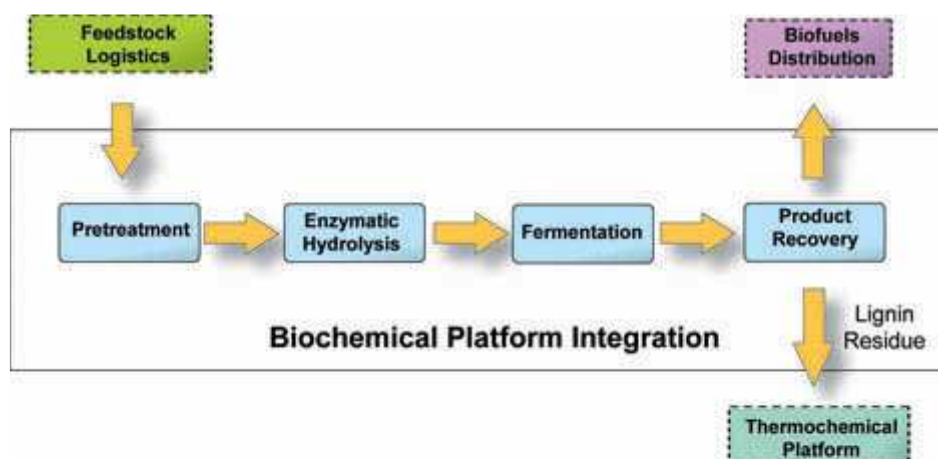 Feedstock
Logistics
Biofuels
Distribution
Pretreatment
Enzymatic
Hydrolysis
Fermentation
Product
Recovery
Lignin
Residue
Biochemical Platform Integration
Thermochemical
Platform